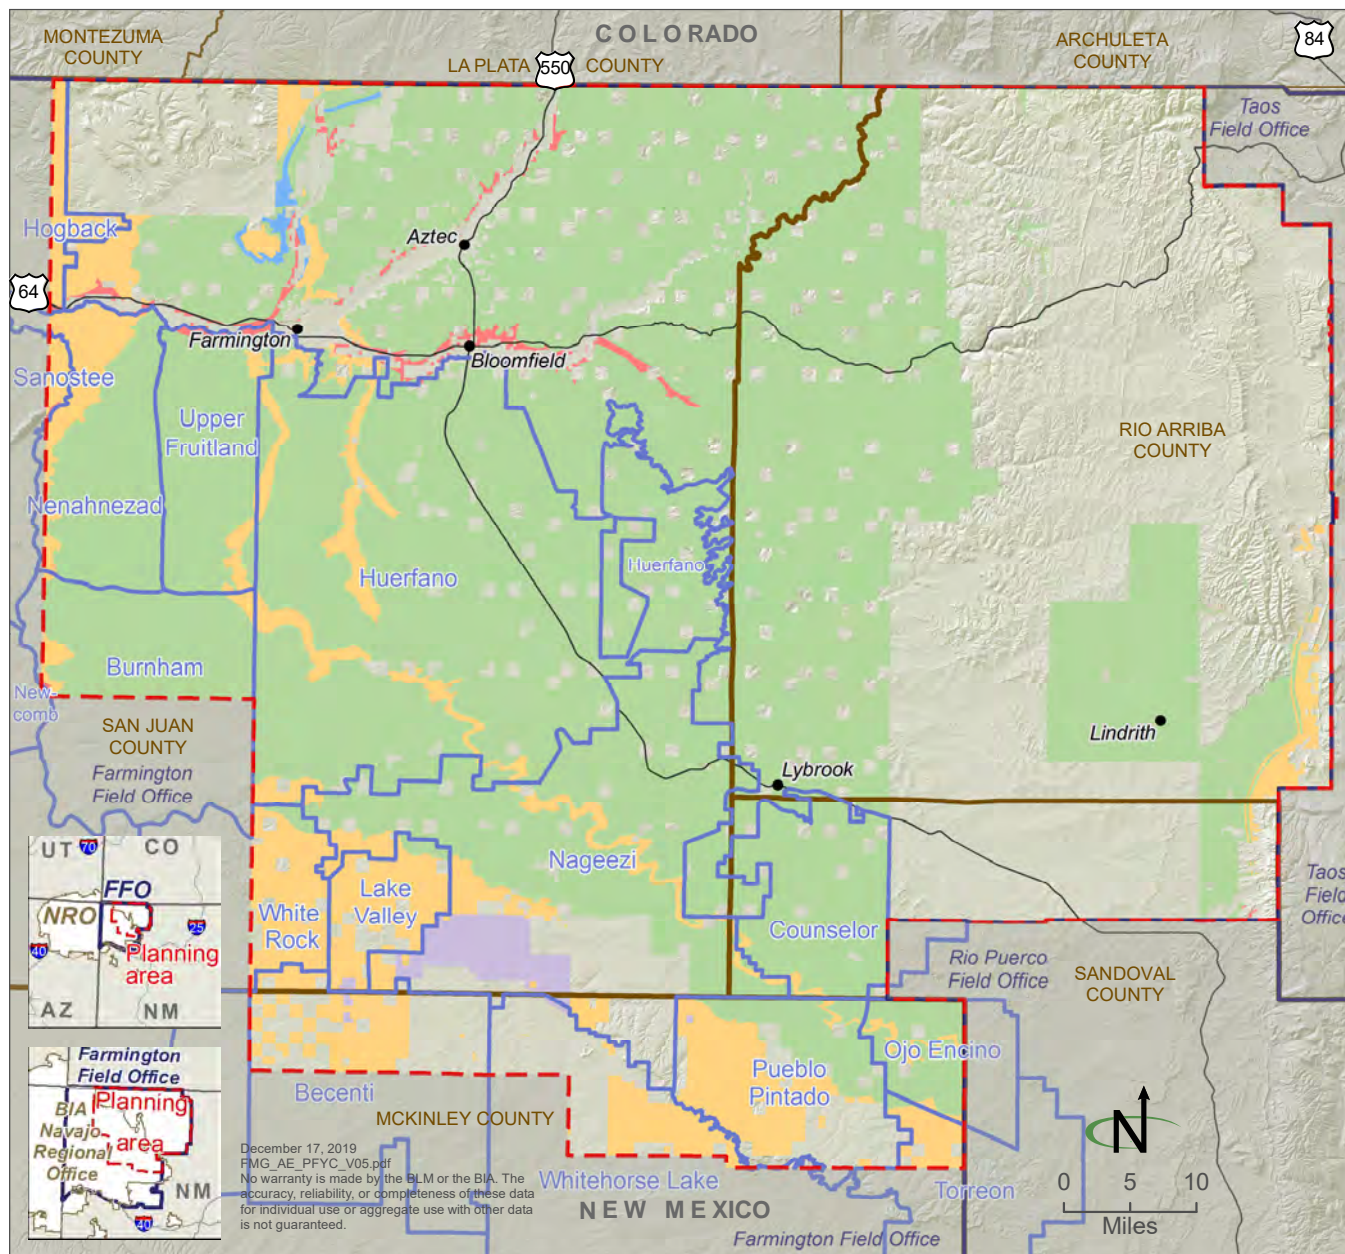 COLORADO
MONTEZUMA
COUNTY
LA PLATA
550
COUNTY
ARCHULETA
COUNTY
84
Taos
Field Office
Hogback
Aztec
64
Farmington
Bloomfield
Sanostee
Upper
Fruitland
RIO ARRIBA
COUNTY
Nenahnezad
Huerfano
Huerfano
Burnham
New-
comb
SAN JUAN
COUNTY
Farmington
Field Office
Lindrith
Lybrook
UT
70
CO
FFO
NRO
25
40
Planning
area
AZ
NM
Nageezi
Lake
Valley
White
Rock
Counselor
Taos
Field
Office
Rio Puerco
Field Office
SANDOVAL
COUNTY
Farmington
Field Office
Planning
area
BIA
Navajo
Regional
Office
NM
40
Ojo Encino
Pueblo
Pintado
Becenti
MCKINLEY COUNTY
December 17, 2019
FMG_AE_PFYC_V05.pdf
No warranty is made by the BLM or the BIA. The
accuracy, reliability, or completeness of these data
for individual use or aggregate use with other data
is not guaranteed.
Whitehorse Lake
NEW MEXICO
Torreon
Farmington Field Office
N
0 5 10
Miles